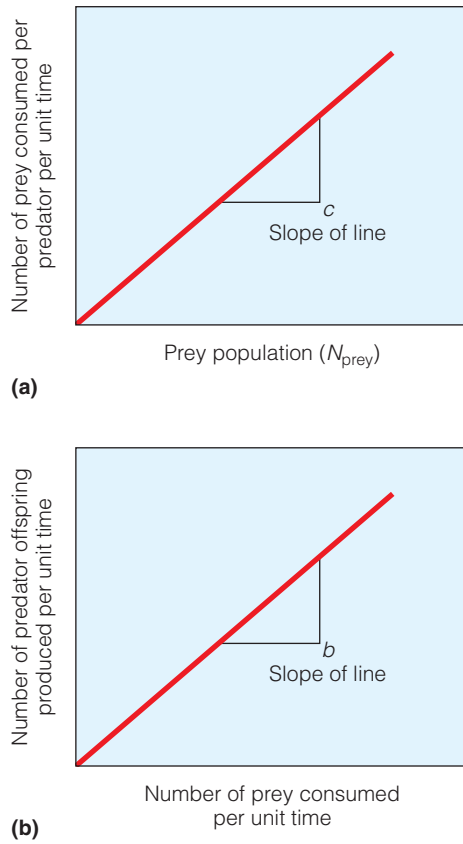 Number of prey consumed per
predator per unit time
c
Slope of line
Prey population (Nprey)
(a)
Number of predator offspring
produced per unit time
b
Slope of line
Number of prey consumed
per unit time
(b)